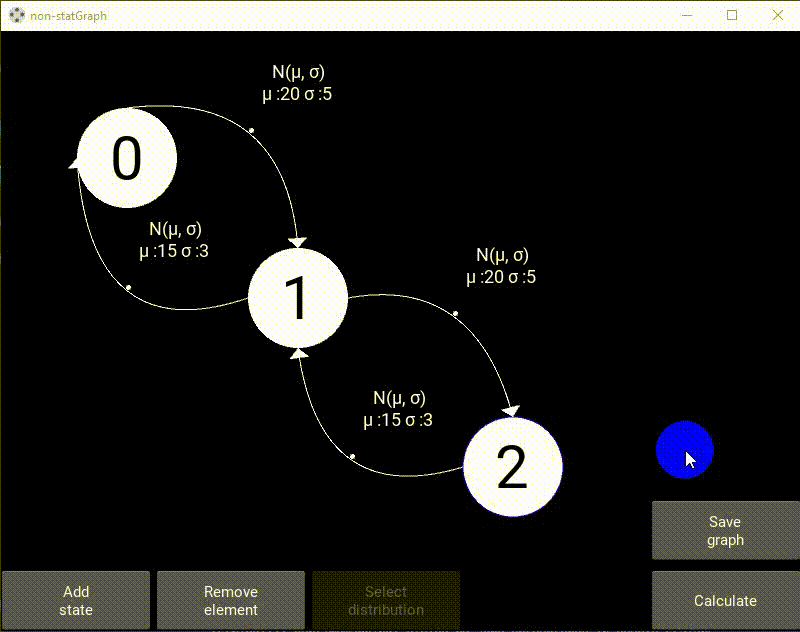 non-statGraph
N(μ, σ)
μ :20 σ :5
0
N(μ, σ)
μ :15 σ :3
N(μ, σ)
μ :20 σ :5
1
N(μ, σ)
μ :15 σ :3
2
Save
graph
Add
state
Remove
element
Select
distribution
Calculate